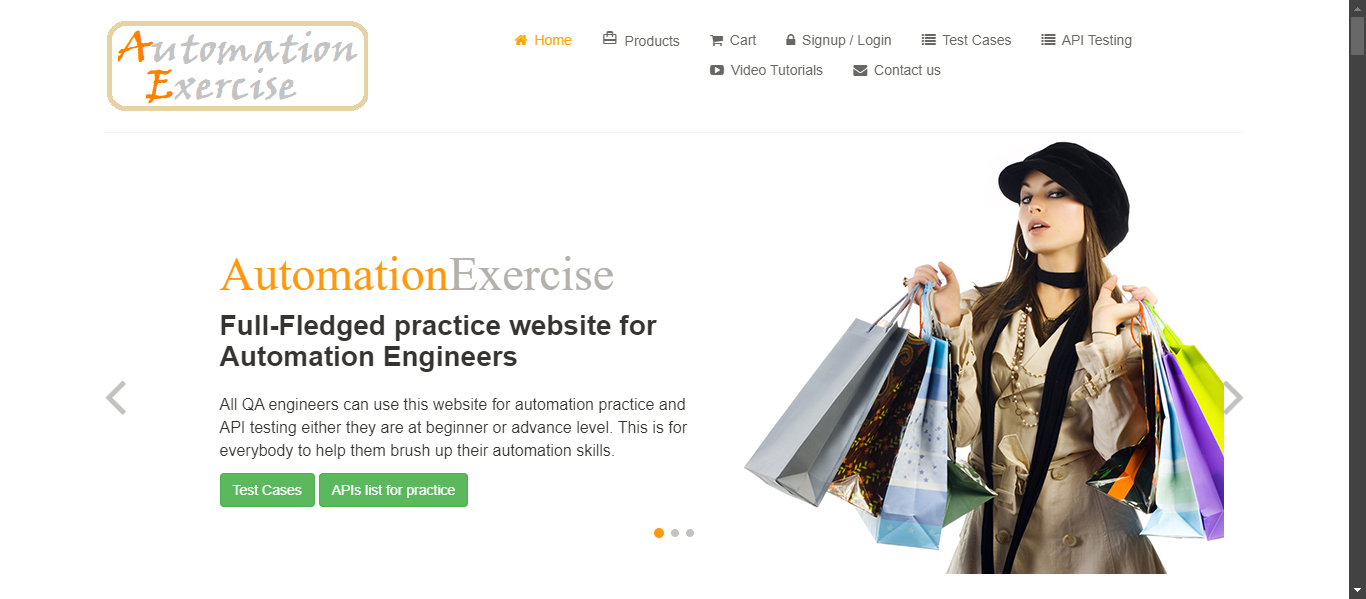 Automation
Exercise
Home Products Cart Signup / Login Test Cases API Testing
Video Tutorials Contact us
AutomationExercise
Full-Fledged practice website for
Automation Engineers
All QA engineers can use this website for automation practice and
API testing either they are at beginner or advance level. This is for
everybody to help them brush up their automation skills.
Test Cases APIs list for practice